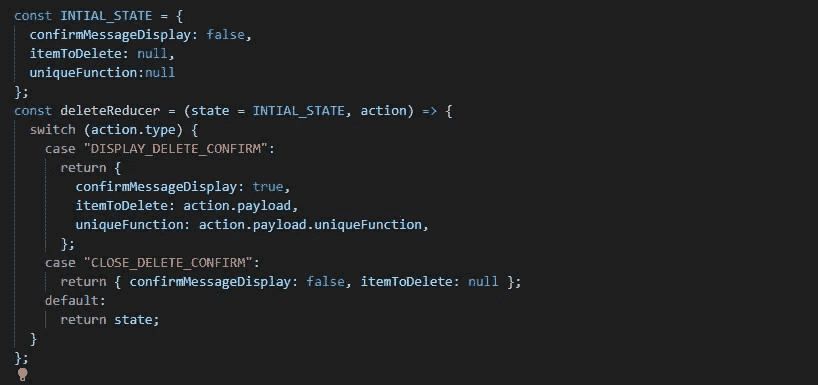 const INTIAL_STATE = {
  confirmMessageDisplay: false,
  itemToDelete: null,
  uniqueFunction:null
};
const deleteReducer = (state = INTIAL_STATE, action) => {
  switch (action.type) {
    case "DISPLAY_DELETE_CONFIRM":
      return {
        confirmMessageDisplay: true,
        itemToDelete: action.payload,
        uniqueFunction: action.payload.uniqueFunction,
      };
    case "CLOSE_DELETE_CONFIRM":
      return { confirmMessageDisplay: false, itemToDelete: null };
    default:
      return state;
  }
};